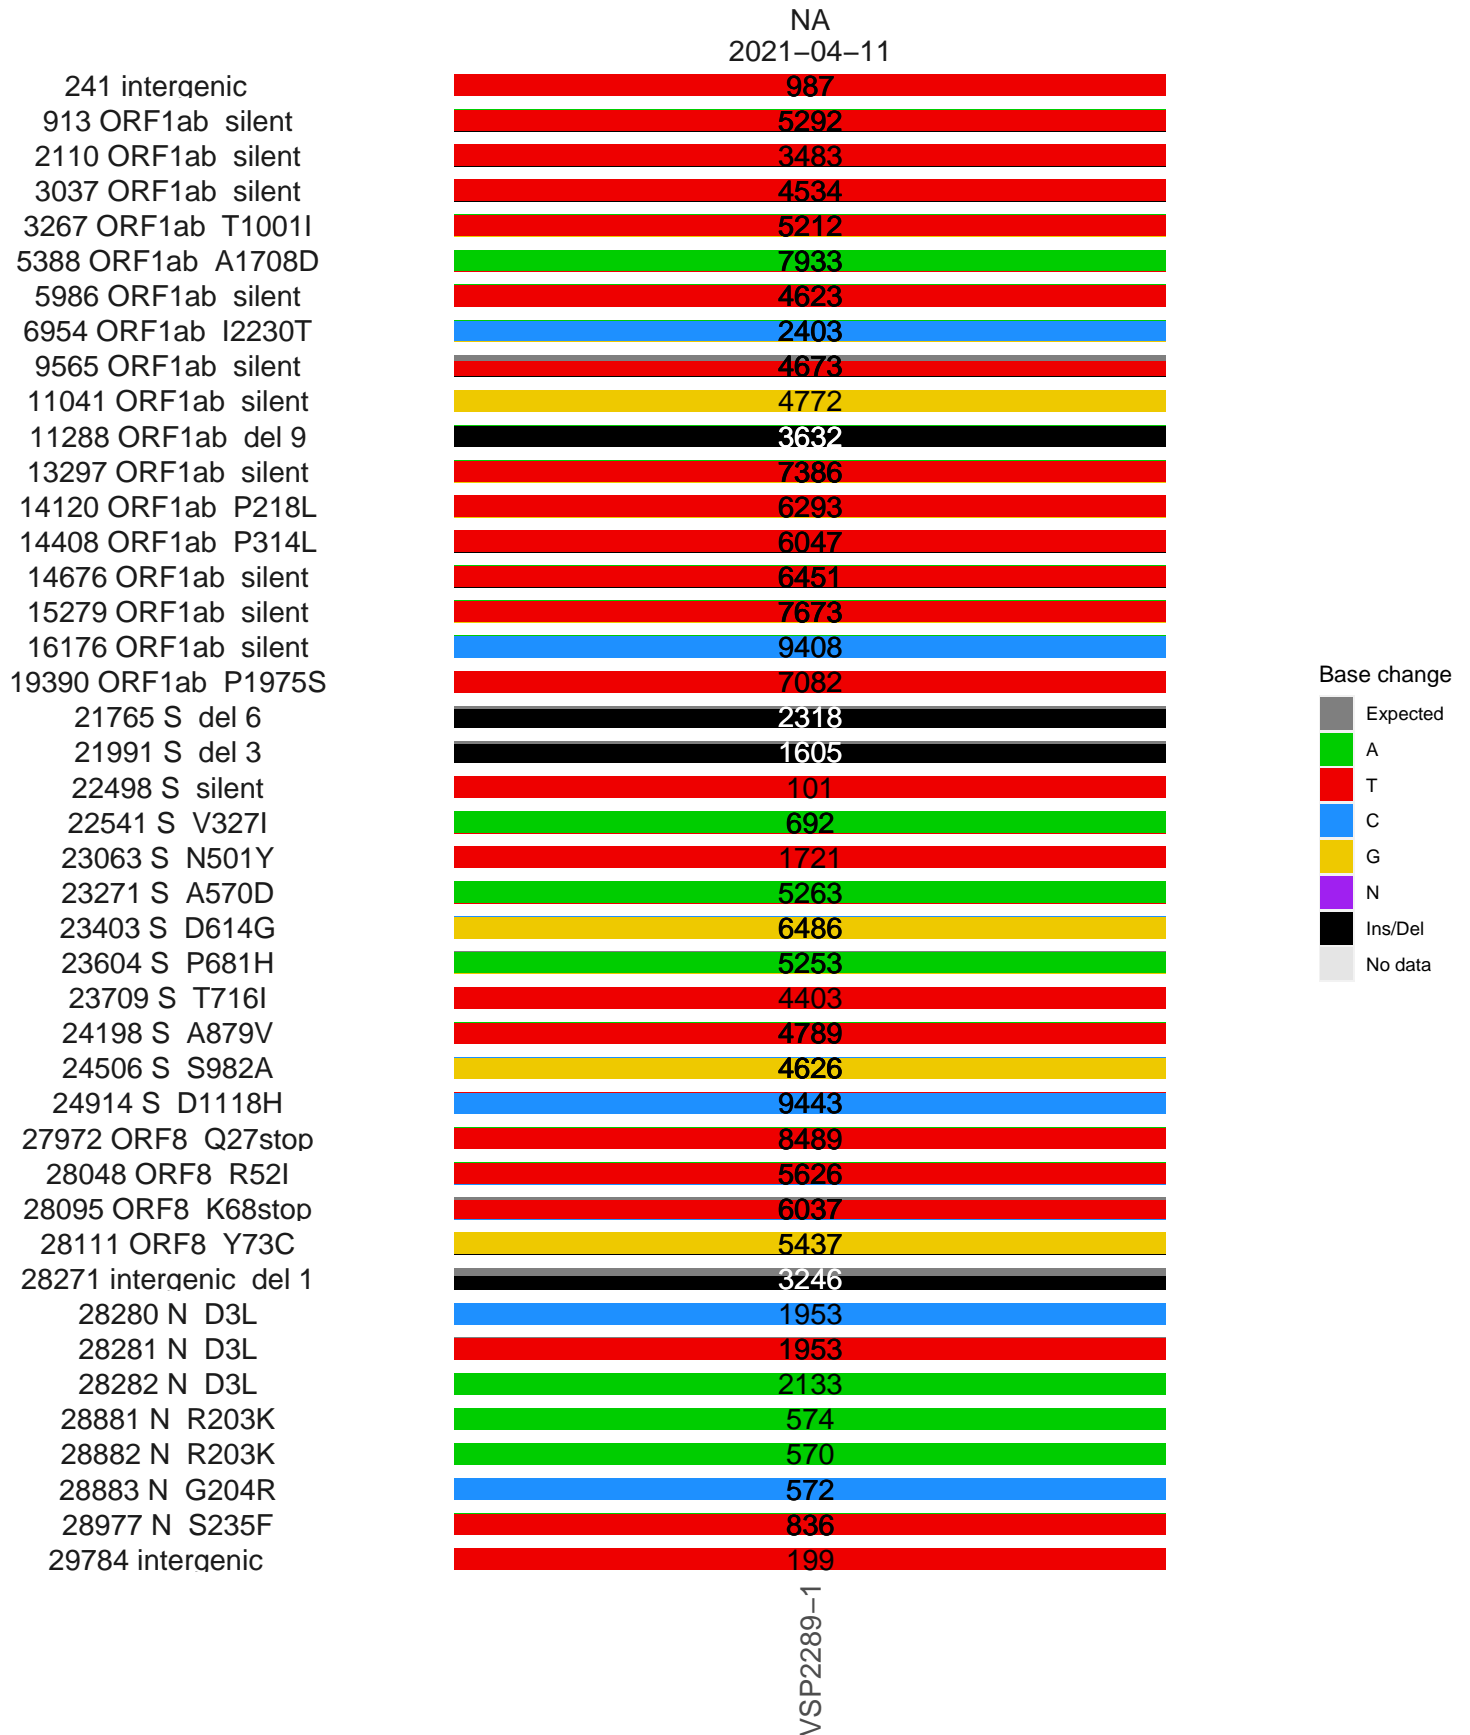 NA
2021−04−11
241 intergenic 987
913 ORF1ab silent 5292
2110 ORF1ab silent 3483
3037 ORF1ab silent 4534
3267 ORF1ab T1001I 5212
5388 ORF1ab A1708D 7933
5986 ORF1ab silent 4623
6954 ORF1ab I2230T 2403
9565 ORF1ab silent 4673
11041 ORF1ab silent 4772
11288 ORF1ab del 9 3632
13297 ORF1ab silent 7386
14120 ORF1ab P218L 6293
14408 ORF1ab P314L 6047
14676 ORF1ab silent 6451
15279 ORF1ab silent 7673
16176 ORF1ab silent 9408
19390 ORF1ab P1975S 7082
21765 S del 6 2318
21991 S del 3 1605
22498 S silent 101
22541 S V327I 692
23063 S N501Y 1721
23271 S A570D 5263
23403 S D614G 6486
23604 S P681H 5253
23709 S T716I 4403
24198 S A879V 4789
24506 S S982A 4626
24914 S D1118H 9443
27972 ORF8 Q27stop 8489
28048 ORF8 R52I 5626
28095 ORF8 K68stop 6037
28111 ORF8 Y73C 5437
28271 intergenic del 1 3246
28280 N D3L 1953
28281 N D3L 1953
28282 N D3L 2133
28881 N R203K 574
28882 N R203K 570
28883 N G204R 572
28977 N S235F 836
29784 intergenic 199
VSP2289−1
Base change
Expected
A
T
C
G
N
Ins/Del
No data